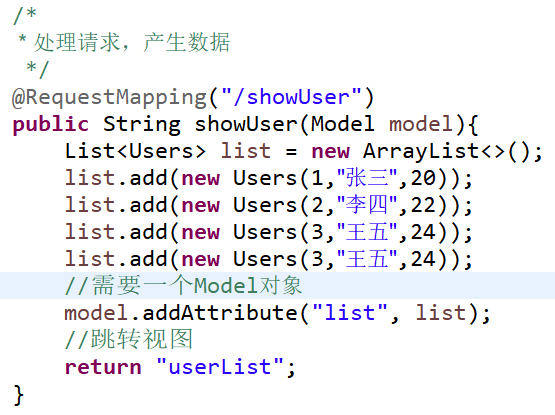 /*
 * 处理请求，产生数据
 */
@RequestMapping("/showUser")
public String showUser(Model model){
    List<Users> list = new ArrayList<>();
    list.add(new Users(1,"张三",20));
    list.add(new Users(2,"李四",22));
    list.add(new Users(3,"王五",24));
    list.add(new Users(3,"王五",24));
    //需要一个Model对象
    model.addAttribute("list", list);
    //跳转视图
    return "userList";
}